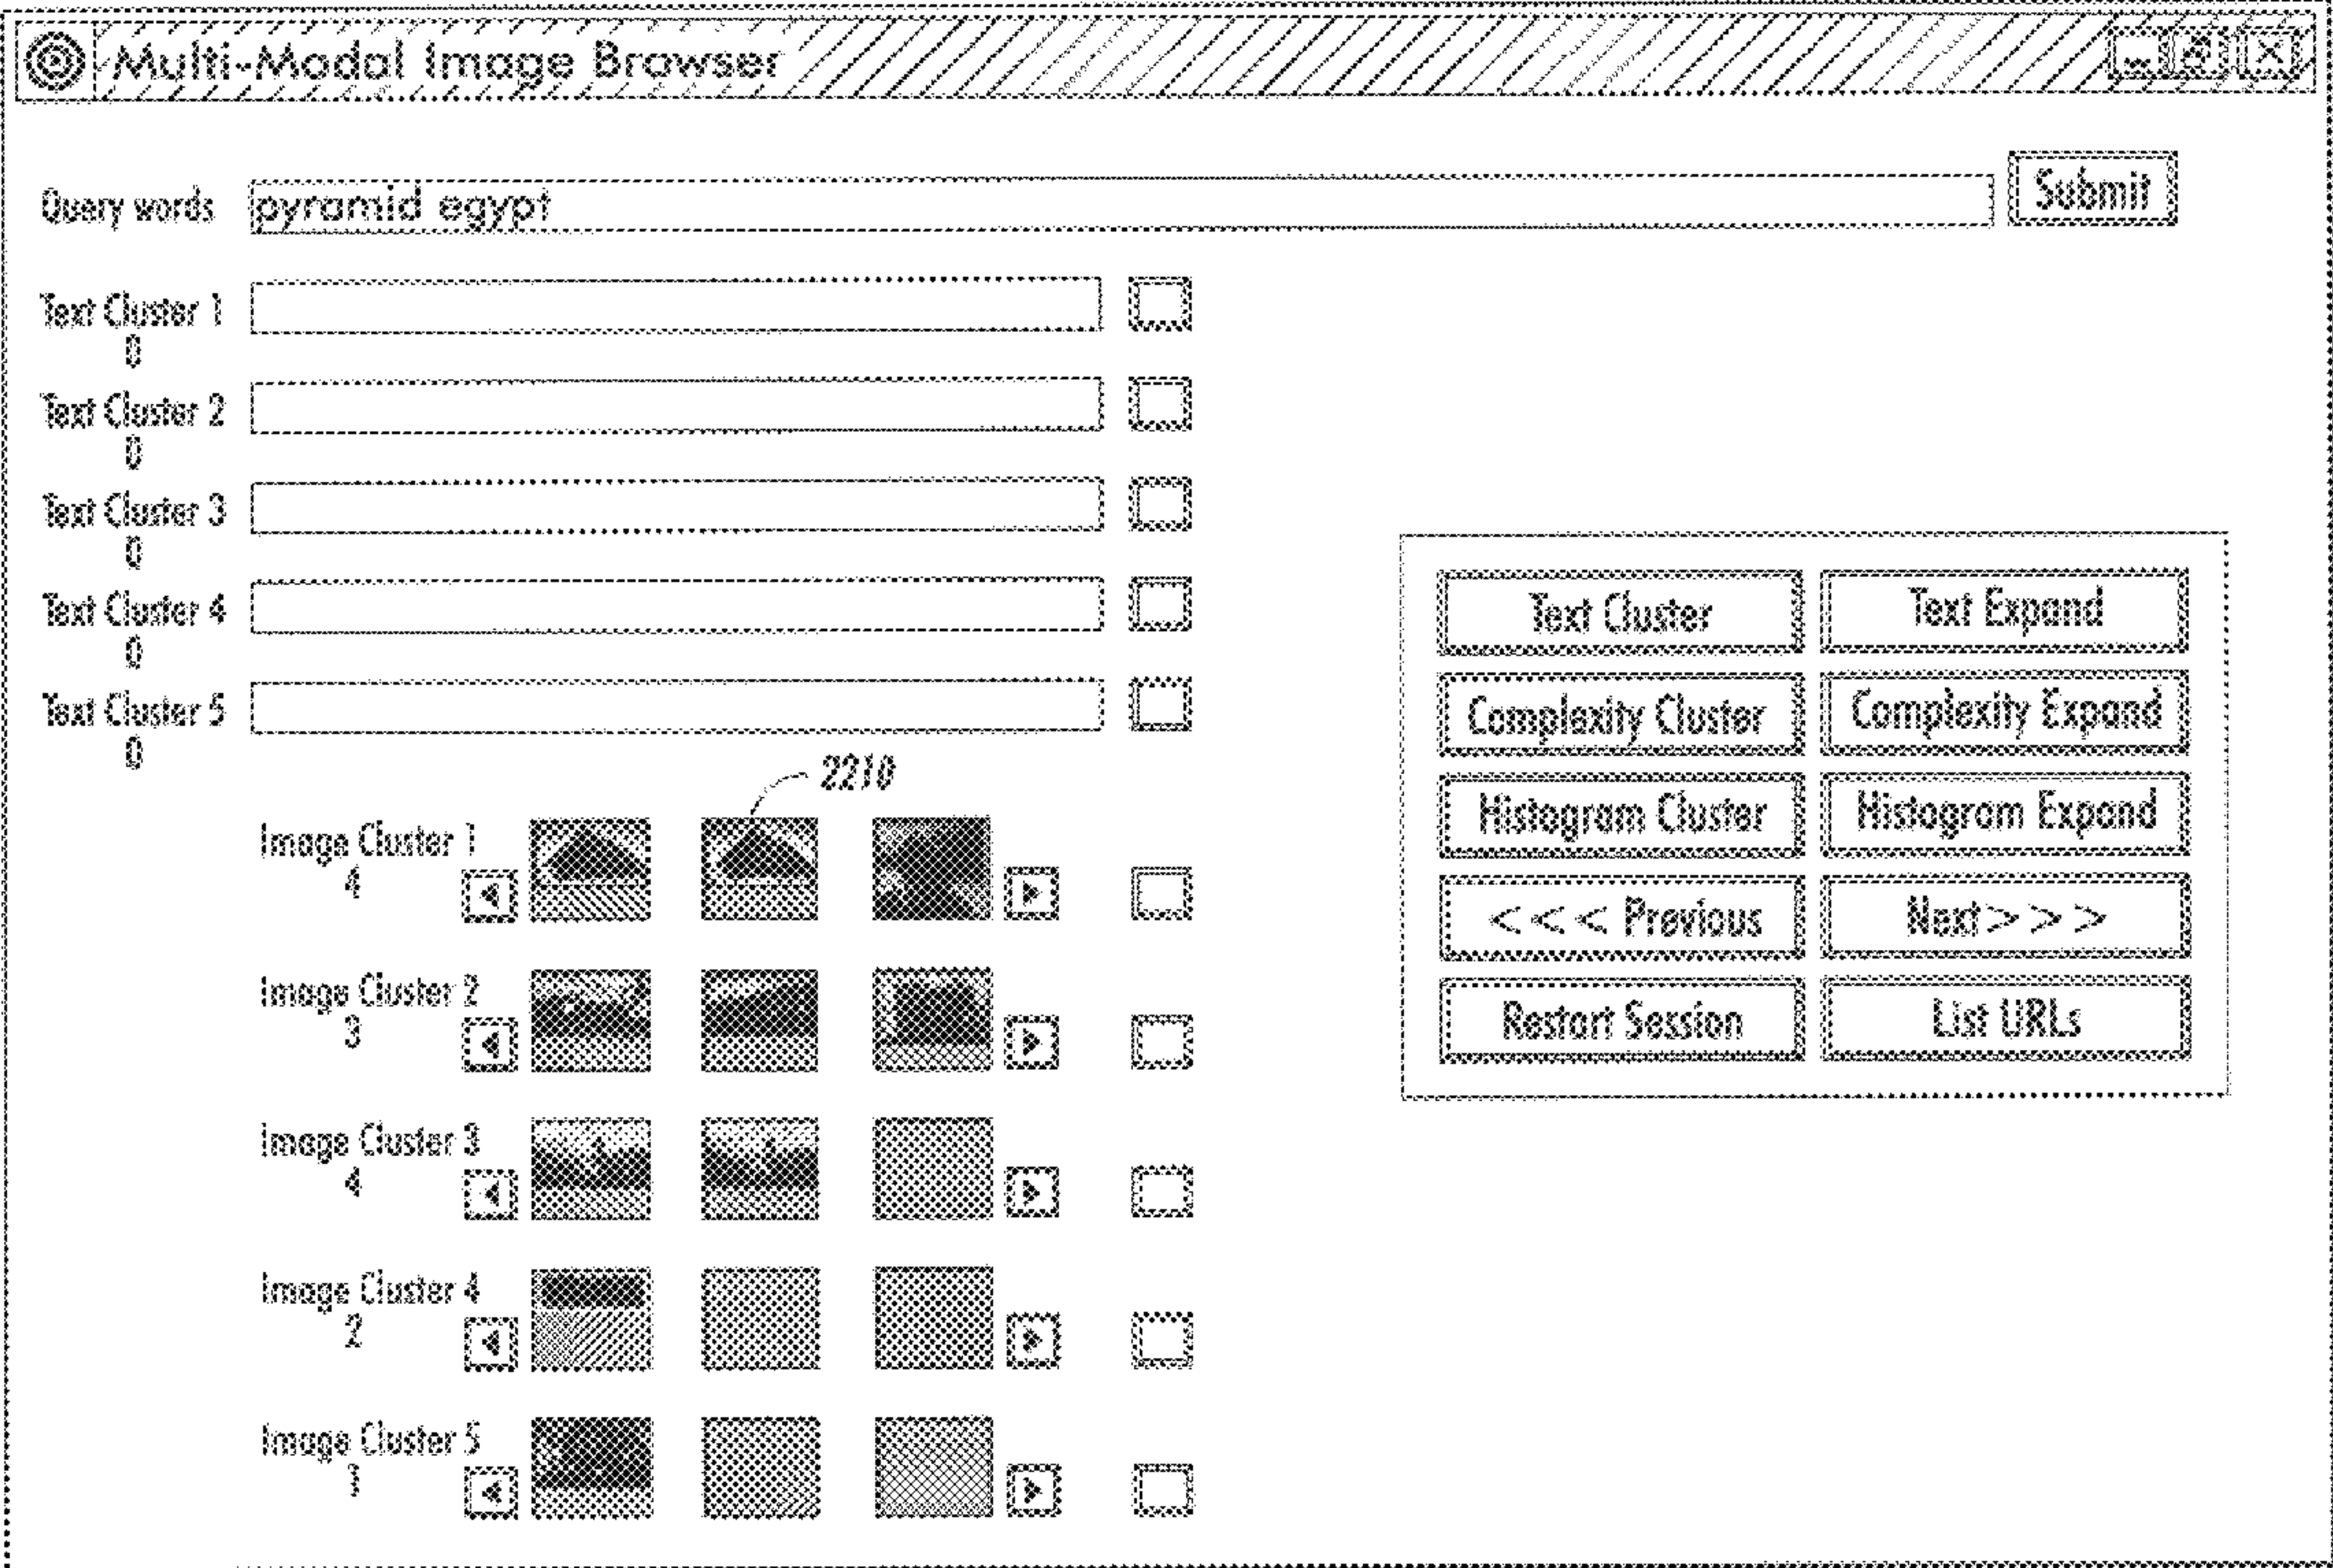 Multi-Modal Image Browser
Query words pyramid egypt Submit
Text Cluster 1
0
Text Cluster 2
0
Text Cluster 3
0
Text Cluster 4
0
Text Cluster 5
0
2210
Image Cluster 1
4
Image Cluster 2
3
Image Cluster 3
4
Image Cluster 4
2
Image Cluster 5
1
Text Cluster Text Expand
Complexity Cluster Complexity Expand
Histogram Cluster Histogram Expand
<<< Previous Next>>>
Restart Session List URLs